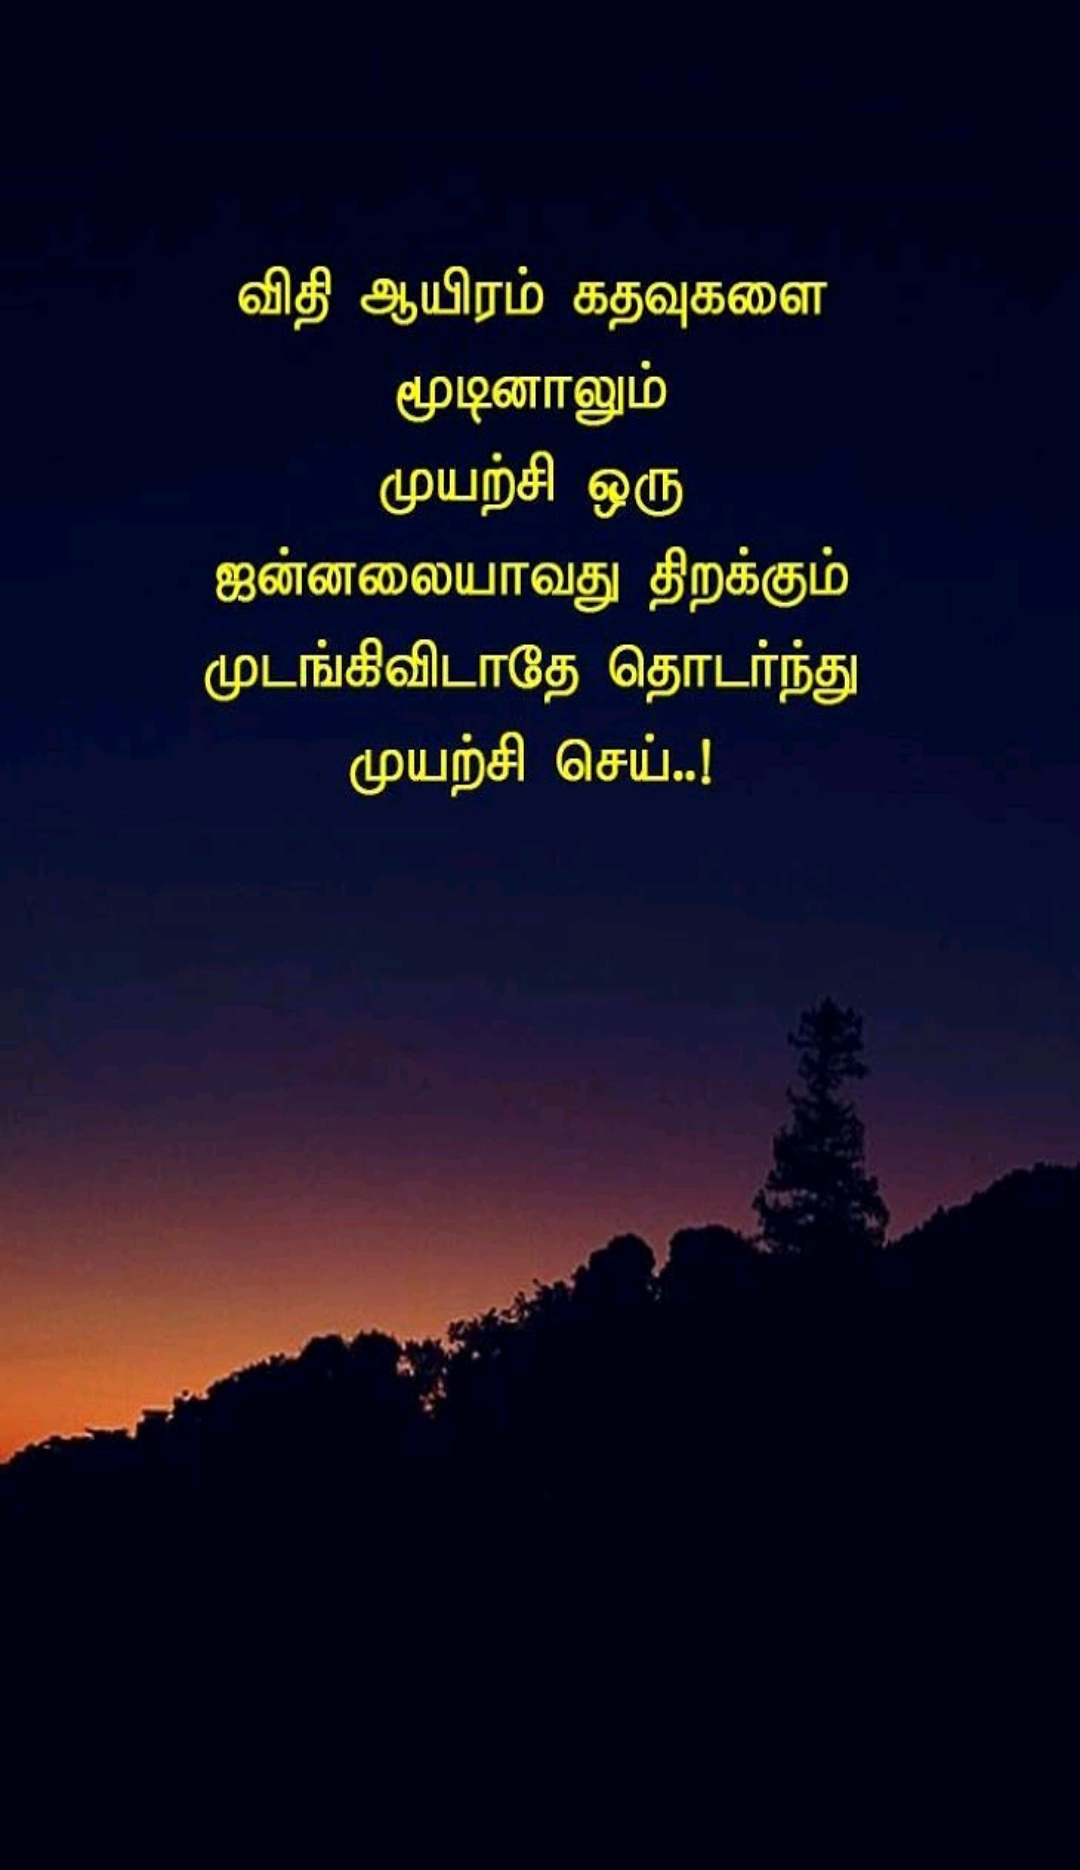 விதி ஆயிரம் கதவுகளை
மூடினாலும்
முயற்சி ஒரு
ஜன்னலையாவது திறக்கும்
முடங்கிவிடாதே தொடர்ந்து
முயற்சி செய்..!